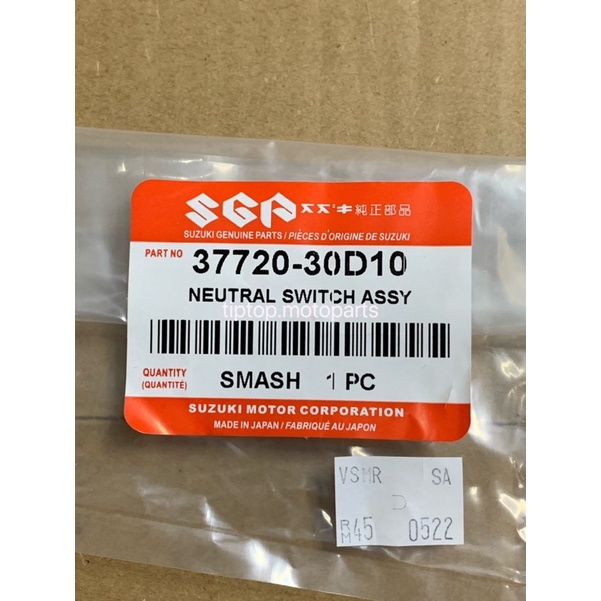 SGP スズキ純正部品
SUZUKI GENUINE PARTS / PIÈCES D'ORIGINE DE SUZUKI
PART NO 37720-30D10
NEUTRAL SWITCH ASSY
tiptop.motoparts
QUANTITY
(QUANTITÉ) SMASH 1 PC
SUZUKI MOTOR CORPORATION
MADE IN JAPAN / FABRIQUÉ AU JAPON
VSMR SA
D
RM45 0522